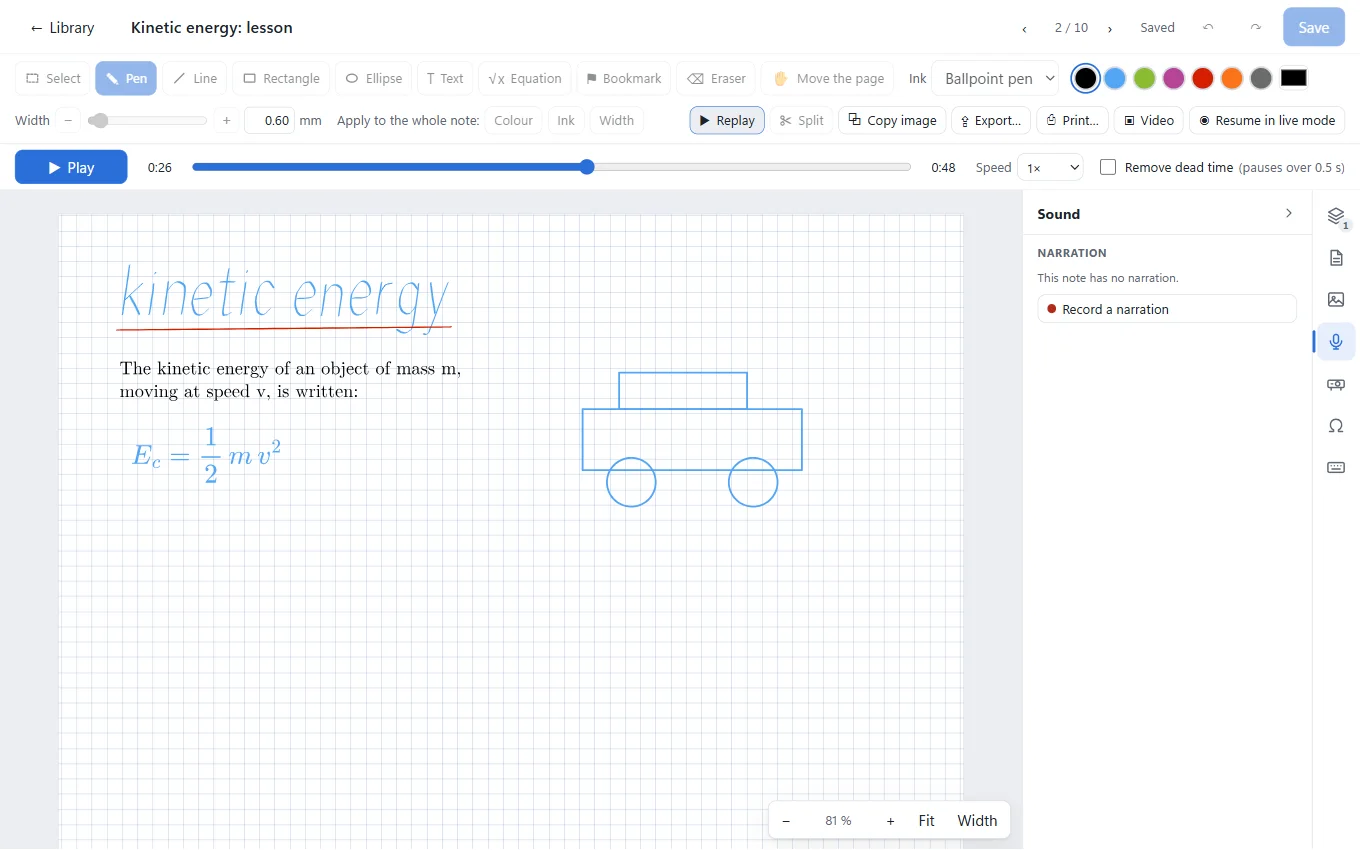 ← Library
Kinetic energy: lesson
‹ 2 / 10 › Saved Save
Select Pen Line Rectangle Ellipse T Text √x Equation Bookmark Eraser Move the page Ink Ballpoint pen
Width − + 0.60 mm Apply to the whole note: Colour Ink Width Replay Split Copy image Export... Print... Video Resume in live mode
Play 0:26 0:48 Speed 1× Remove dead time (pauses over 0.5 s)
kinetic energy
The kinetic energy of an object of mass m,
moving at speed v, is written:
E_c = 1/2 m v²
Sound
NARRATION
This note has no narration.
Record a narration
1
Ω
− 81 % + Fit Width